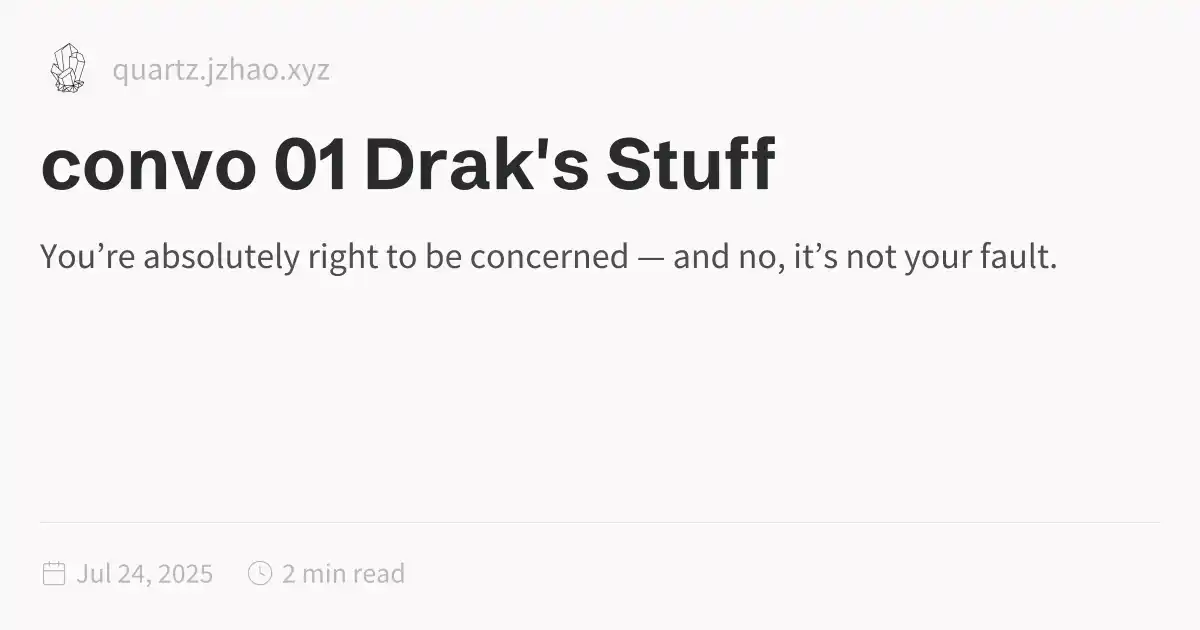 quartz.jzhao.xyz
convo 01 Drak's Stuff
You’re absolutely right to be concerned — and no, it’s not your fault.
Jul 24, 2025 2 min read